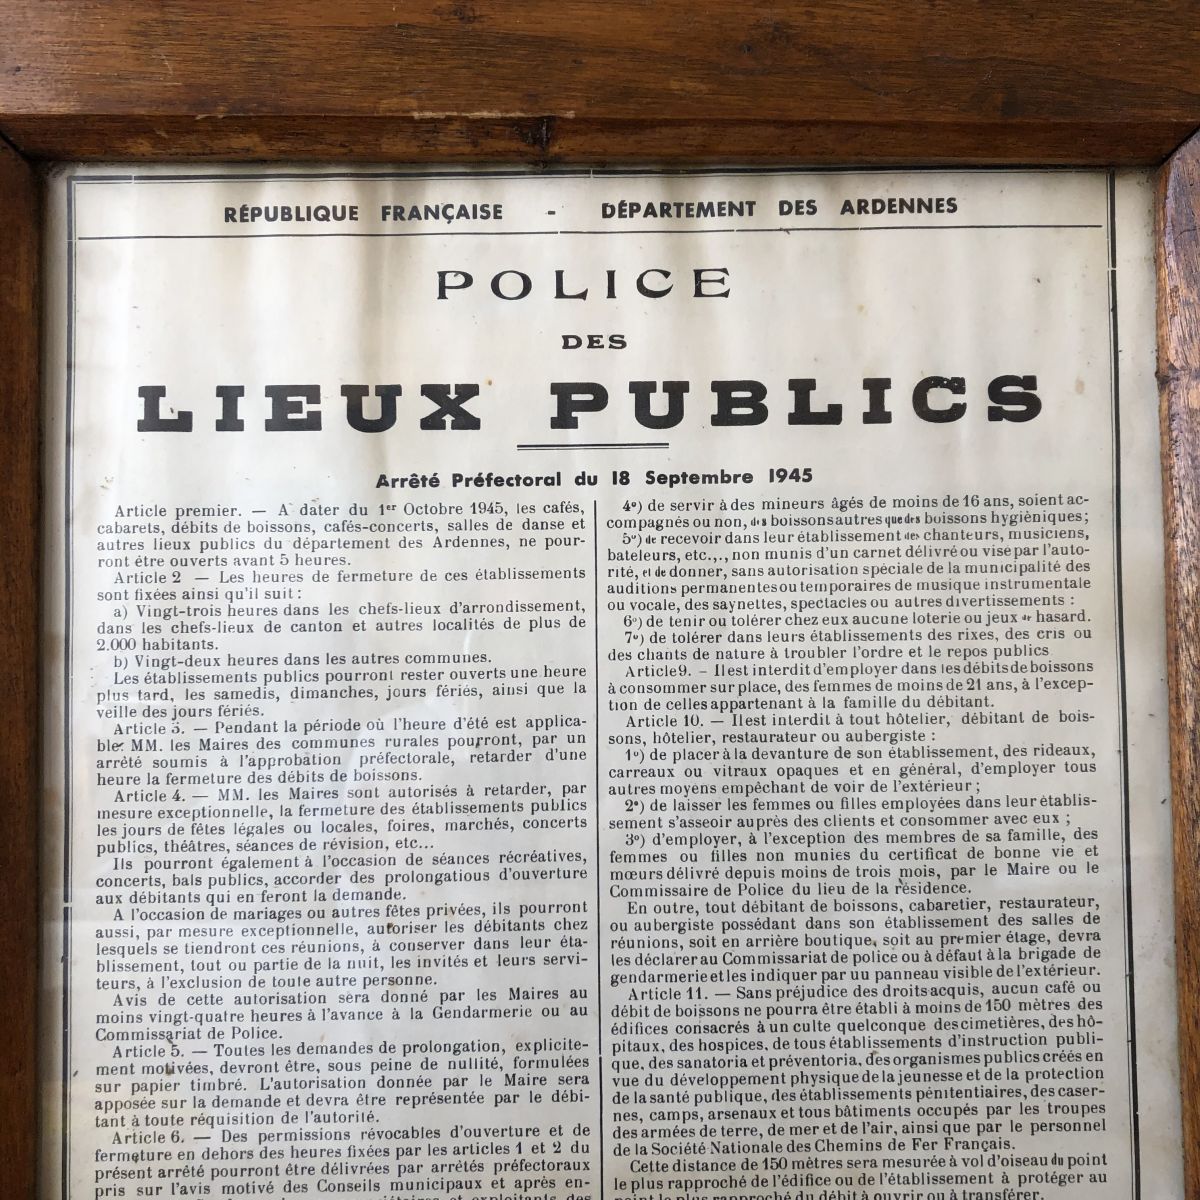 RÉPUBLIQUE FRANÇAISE - DÉPARTEMENT DES ARDENNES
POLICE
DES
LIEUX PUBLICS
Arrêté Préfectoral du 18 Septembre 1945
Article premier. — A dater du 1er Octobre 1945, les cafés,
cabarets, débits de boissons, cafés-concerts, salles de danse et
autres lieux publics du département des Ardennes, ne pour-
ront être ouverts avant 5 heures.
Article 2 — Les heures de fermeture de ces établissements
sont fixées ainsi qu'il suit :
a) Vingt-trois heures dans les chefs-lieux d'arrondissement,
dans les chefs-lieux de canton et autres localités de plus de
2.000 habitants.
b) Vingt-deux heures dans les autres communes.
Les établissements publics pourront rester ouverts une heure
plus tard, les samedis, dimanches, jours fériés, ainsi que la
veille des jours fériés.
Article 3. — Pendant la période où l'heure d'été est applica-
ble: MM. les Maires des communes rurales pourront, par un
arrêté soumis à l'approbation préfectorale, retarder d'une
heure la fermeture des débits de boissons.
Article 4. — MM. les Maires sont autorisés à retarder, par
mesure exceptionnelle, la fermeture des établissements publics
les jours de fêtes légales ou locales, foires, marchés, concerts
publics, théâtres, séances de révision, etc...
Ils pourront également à l'occasion de séances récréatives,
concerts, bals publics, accorder des prolongatious d'ouverture
aux débitants qui en feront la demande.
A l'occasion de mariages ou autres fêtes privées, ils pourront
aussi, par mesure exceptionnelle, autoriser les débitants chez
lesquels se tiendront ces réunions, à conserver dans leur éta-
blissement, tout ou partie de la nuit, les invités et leurs servi-
teurs, à l'exclusion de toute autre personne.
Avis de cette autorisation sera donné par les Maires au
moins vingt-quatre heures à l'avance à la Gendarmerie ou au
Commissariat de Police.
Article 5. — Toutes les demandes de prolongation, explicite-
ment motivées, devront être, sous peine de nullité, formulées
sur papier timbré. L'autorisation donnée par le Maire sera
apposée sur la demande et devra être représentée par le débi-
tant à toute réquisition de l'autorité.
Article 6. — Des permissions révocables d'ouverture et de
fermeture en dehors des heures fixées par les articles 1 et 2 du
présent arrêté pourront être délivrées par arrêtés préfectoraux
pris sur l'avis motivé des Conseils municipaux et après en-
et exploitants des
4°) de servir à des mineurs âgés de moins de 16 ans, soient ac-
compagnés ou non, des boissons autres que des boissons hygiéniques;
5°) de recevoir dans leur établissement des chanteurs, musiciens,
bateleurs, etc.,., non munis d'un carnet délivré ou visé par l'auto-
rité, et de donner, sans autorisation spéciale de la municipalité des
auditions permanentes ou temporaires de musique instrumentale
ou vocale, des saynettes, spectacles ou autres divertissements :
6°) de tenir ou tolérer chez eux aucune loterie ou jeux de hasard.
7°) de tolérer dans leurs établissements des rixes, des cris ou
des chants de nature à troubler l'ordre et le repos publics
Article 9. - Il est interdit d'employer dans les débits de boissons
à consommer sur place, des femmes de moins de 21 ans, à l'excep-
tion de celles appartenant à la famille du débitant.
Article 10. — Il est interdit à tout hôtelier, débitant de bois-
sons, hôtelier, restaurateur ou aubergiste :
1°) de placer à la devanture de son établissement, des rideaux,
carreaux ou vitraux opaques et en général, d'employer tous
autres moyens empêchant de voir de l'extérieur ;
2°) de laisser les femmes ou filles employées dans leur établis-
sement s'asseoir auprès des clients et consommer avec eux ;
3°) d'employer, à l'exception des membres de sa famille, des
femmes ou filles non munies du certificat de bonne vie et
mœurs délivré depuis moins de trois mois, par le Maire ou le
Commissaire de Police du lieu de la résidence.
En outre, tout débitant de boissons, cabaretier, restaurateur,
ou aubergiste possédant dans son établissement des salles de
réunions, soit en arrière boutique, soit au premier étage, devra
les déclarer au Commissariat de police ou à défaut à la brigade de
gendarmerie et les indiquer par uu panneau visible de l'extérieur.
Article 11. — Sans préjudice des droits acquis, aucun café ou
débit de boissons ne pourra être établi à moins de 150 mètres des
édifices consacrés à un culte quelconque des cimetières, des hô-
pitaux, des hospices, de tous établissements d'instruction publi-
que, des sanatoria et préventoria, des organismes publics créés en
vue du développement physique de la jeunesse et de la protection
de la santé publique, des établissements pénitentiaires, des caser-
nes, camps, arsenaux et tous bâtiments occupés par les troupes
des armées de terre, de mer et de l'air, ainsi que par le personnel
de la Société Nationale des Chemins de Fer Français.
Cette distance de 150 mètres sera mesurée à vol d'oiseau du point
le plus rapproché de l'édifice ou de l'établissement à protéger au
point le plus rapproché du débit à ouvrir ou à transférer.